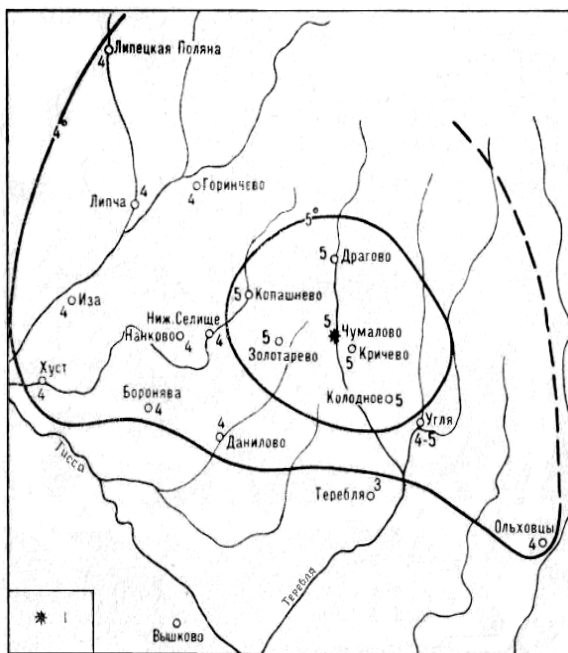 Липецкая Поляна
4
4°
Липча
4
Горинчево
4
5°
5
Драгово
5
Копашнево
Иза
4
Ниж. Селище
4
Нанково
4
5
Золотарево
5
Чумалово
5
Кричево
Хуст
4
Боронява
4
Колодное
5
Угля
4-5
4
Данилово
Тисса
3
Теребля
Ольховцы
4
Теребля
Вышково
1